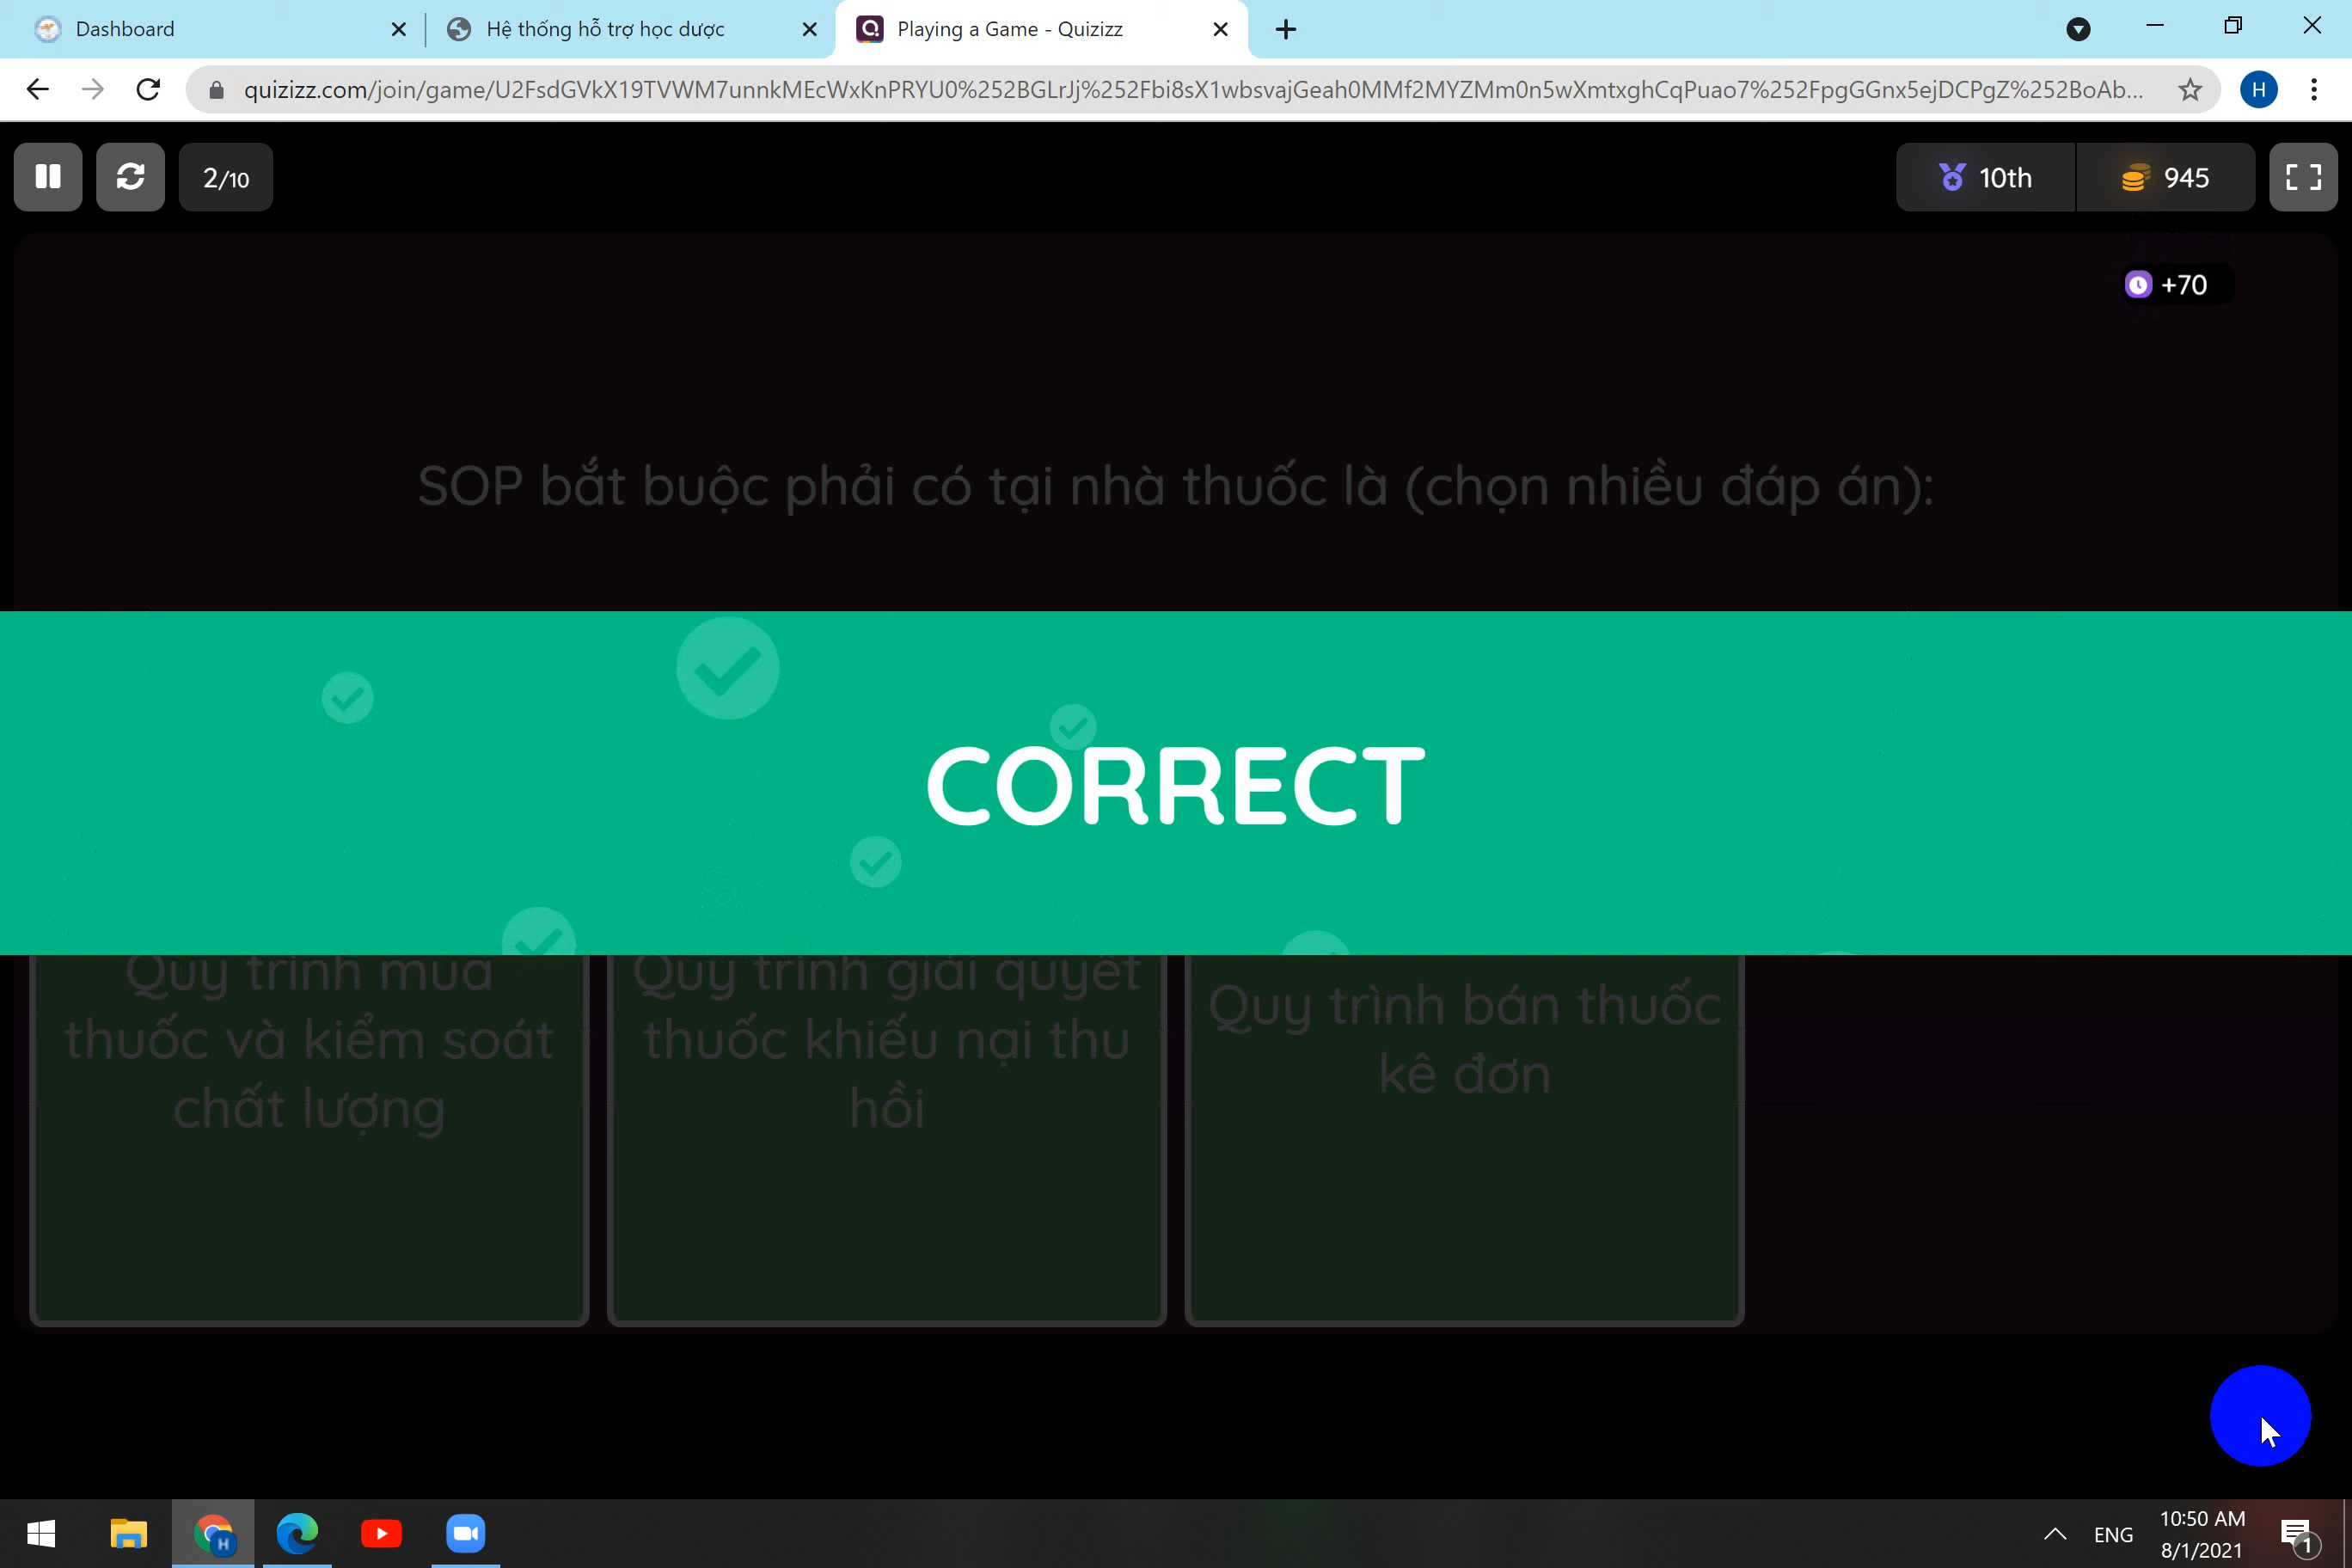 Dashboard
Hệ thống hỗ trợ học dược
Playing a Game - Quizizz
quizizz.com/join/game/U2FsdGVkX19TVWM7unnkMEcWxKnPRYU0%252BGLrJj%252Fbi8sX1wbsvajGeah0MMf2MYZMm0n5wXmtxghCqPuao7%252FpgGGnx5ejDCPgZ%252BoAb...
H
2/10
10th
945
+70
SOP bắt buộc phải có tại nhà thuốc là (chọn nhiều đáp án):
CORRECT
Quy trình mua
thuốc và kiểm soát
chất lượng
Quy trình giải quyết
thuốc khiếu nại thu
hồi
Quy trình bán thuốc
kê đơn
H
ENG
10:50 AM
8/1/2021
1